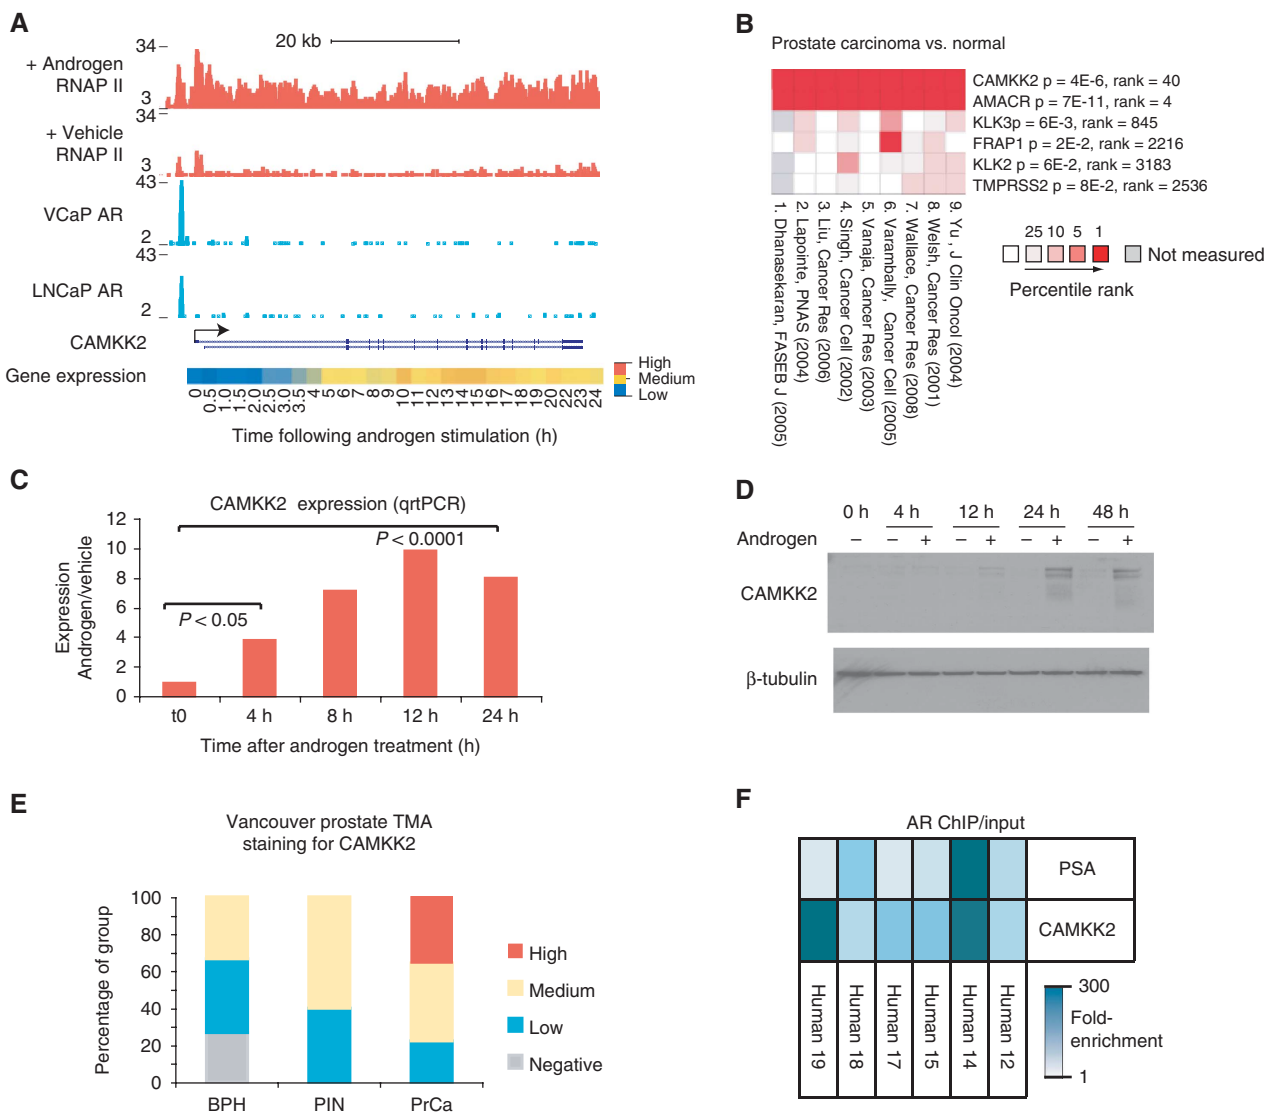 A
20 kb
+ Androgen
RNAP II
34
3
+ Vehicle
RNAP II
34
3
VCaP AR
43
2
LNCaP AR
43
2
CAMKK2
Gene expression
High
Medium
Low
0 0.5 1.0 1.5 2.0 2.5 3.0 3.5 4 5 6 7 8 9 10 11 12 13 14 15 16 17 18 19 20 22 23 24
Time following androgen stimulation (h)
B
Prostate carcinoma vs. normal
CAMKK2 p = 4E-6, rank = 40
AMACR p = 7E-11, rank = 4
KLK3p = 6E-3, rank = 845
FRAP1 p = 2E-2, rank = 2216
KLK2 p = 6E-2, rank = 3183
TMPRSS2 p = 8E-2, rank = 2536
1. Dhanasekaran, FASEB J (2005)
2. Lapointe, PNAS (2004)
3. Liu, Cancer Res (2006)
4. Singh, Cancer Cell (2002)
5. Vanaja, Cancer Res (2003)
6. Varambally, Cancer Cell (2005)
7. Wallace, Cancer Res (2008)
8. Welsh, Cancer Res (2001)
9. Yu, J Clin Oncol (2004)
25 10 5 1
Not measured
Percentile rank
C
CAMKK2 expression (qrtPCR)
Expression
Androgen/vehicle
12
10
8
6
4
2
0
P < 0.0001
P < 0.05
t0 4 h 8 h 12 h 24 h
Time after androgen treatment (h)
D
0 h 4 h 12 h 24 h 48 h
Androgen – – + – + – + – +
CAMKK2
β-tubulin
E
Vancouver prostate TMA
staining for CAMKK2
Percentage of group
100
80
60
40
20
0
BPH PIN PrCa
High
Medium
Low
Negative
F
AR ChIP/input
PSA
CAMKK2
Human 19
Human 18
Human 17
Human 15
Human 14
Human 12
300
Fold-
enrichment
1